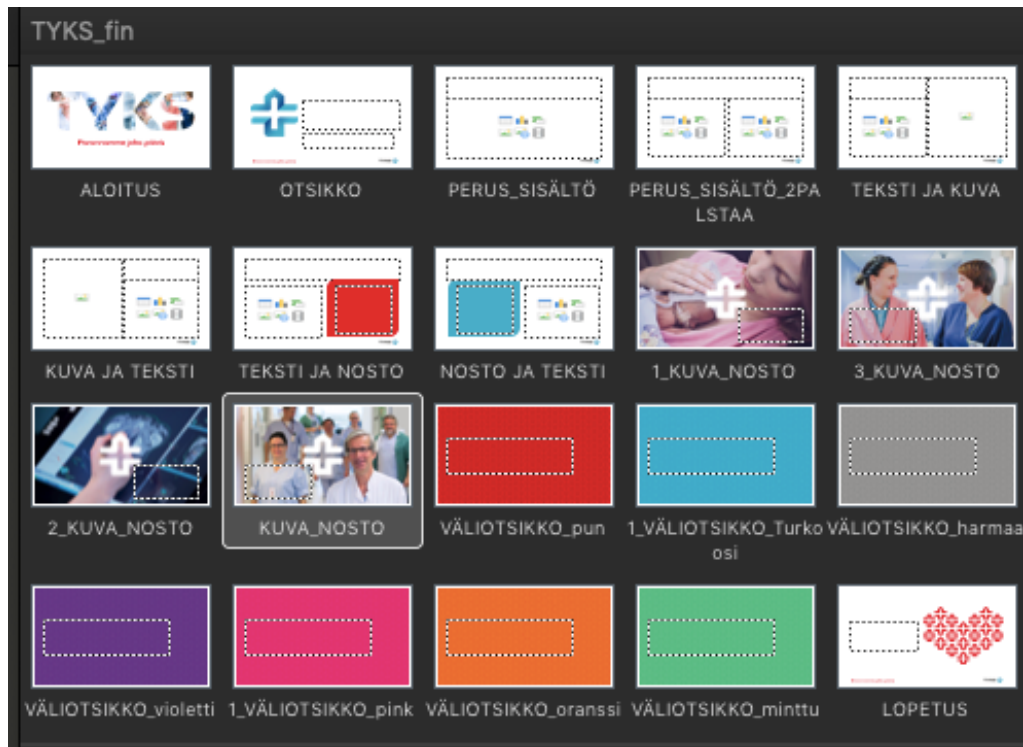 TYKS_fin
TYKS
ALOITUS
OTSIKKO
PERUS_SISÄLTÖ
PERUS_SISÄLTÖ_2PA
LSTAA
TEKSTI JA KUVA
KUVA JA TEKSTI
TEKSTI JA NOSTO
NOSTO JA TEKSTI
1_KUVA_NOSTO
3_KUVA_NOSTO
2_KUVA_NOSTO
KUVA_NOSTO
VÄLIOTSIKKO_pun
1_VÄLIOTSIKKO_Turko
osi
VÄLIOTSIKKO_harmaa
VÄLIOTSIKKO_violetti
1_VÄLIOTSIKKO_pink
VÄLIOTSIKKO_oranssi
VÄLIOTSIKKO_minttu
LOPETUS